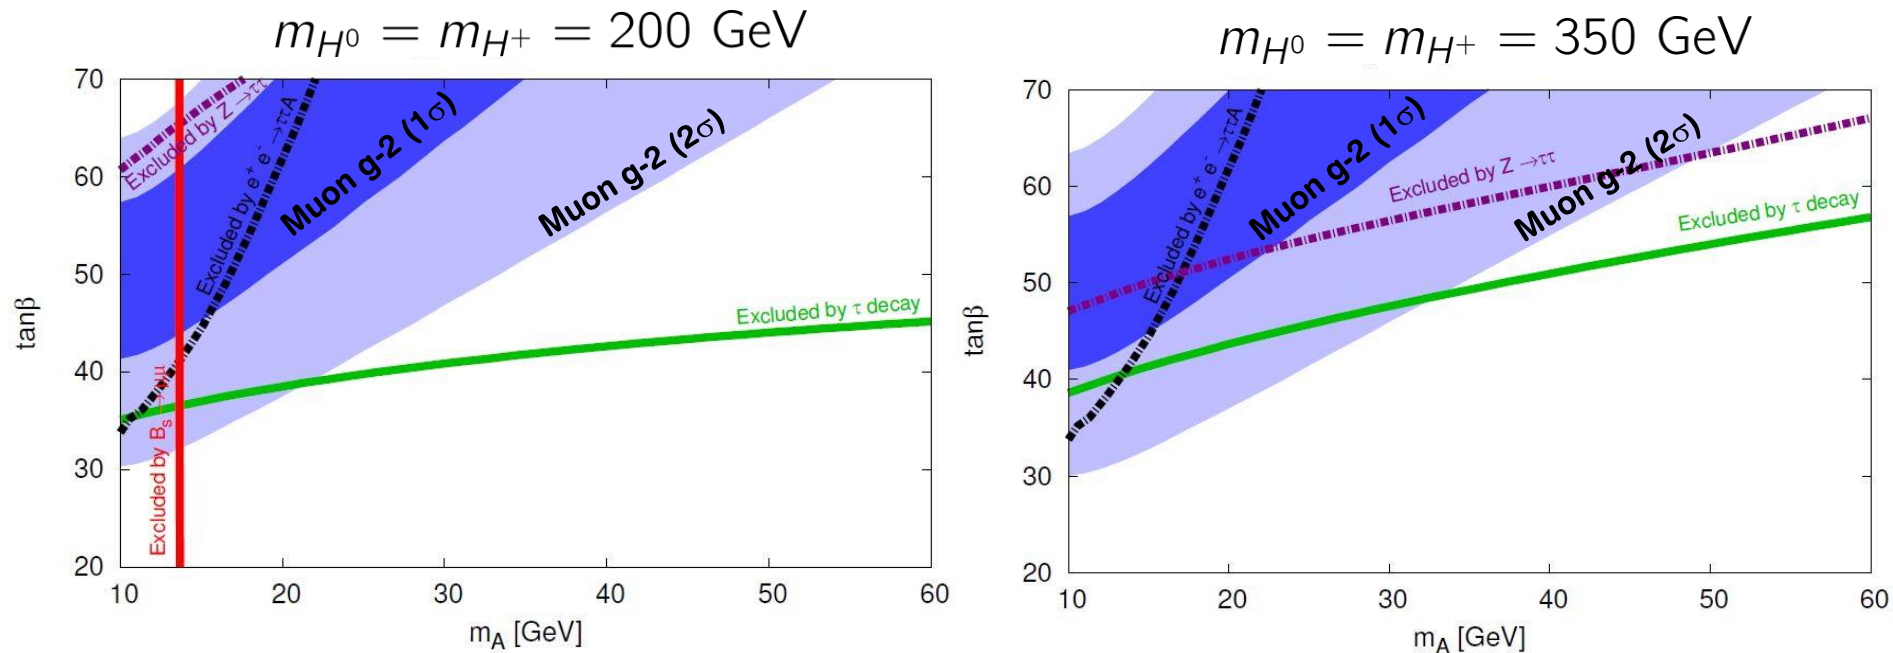 m_{H^0} = m_{H^+} = 200 GeV
70
60
50
40
30
20
tanβ
10
20
30
40
50
60
m_A [GeV]
Excluded by Z →ττ
Excluded by e⁺ e⁻ →ττA
Muon g-2 (1σ)
Muon g-2 (2σ)
Excluded by τ decay
Excluded by B_s →μμ
m_{H^0} = m_{H^+} = 350 GeV
70
60
50
40
30
20
tanβ
10
20
30
40
50
60
m_A [GeV]
Excluded by e⁺ e⁻ →ττA
Muon g-2 (1σ)
Excluded by Z →ττ
Muon g-2 (2σ)
Excluded by τ decay